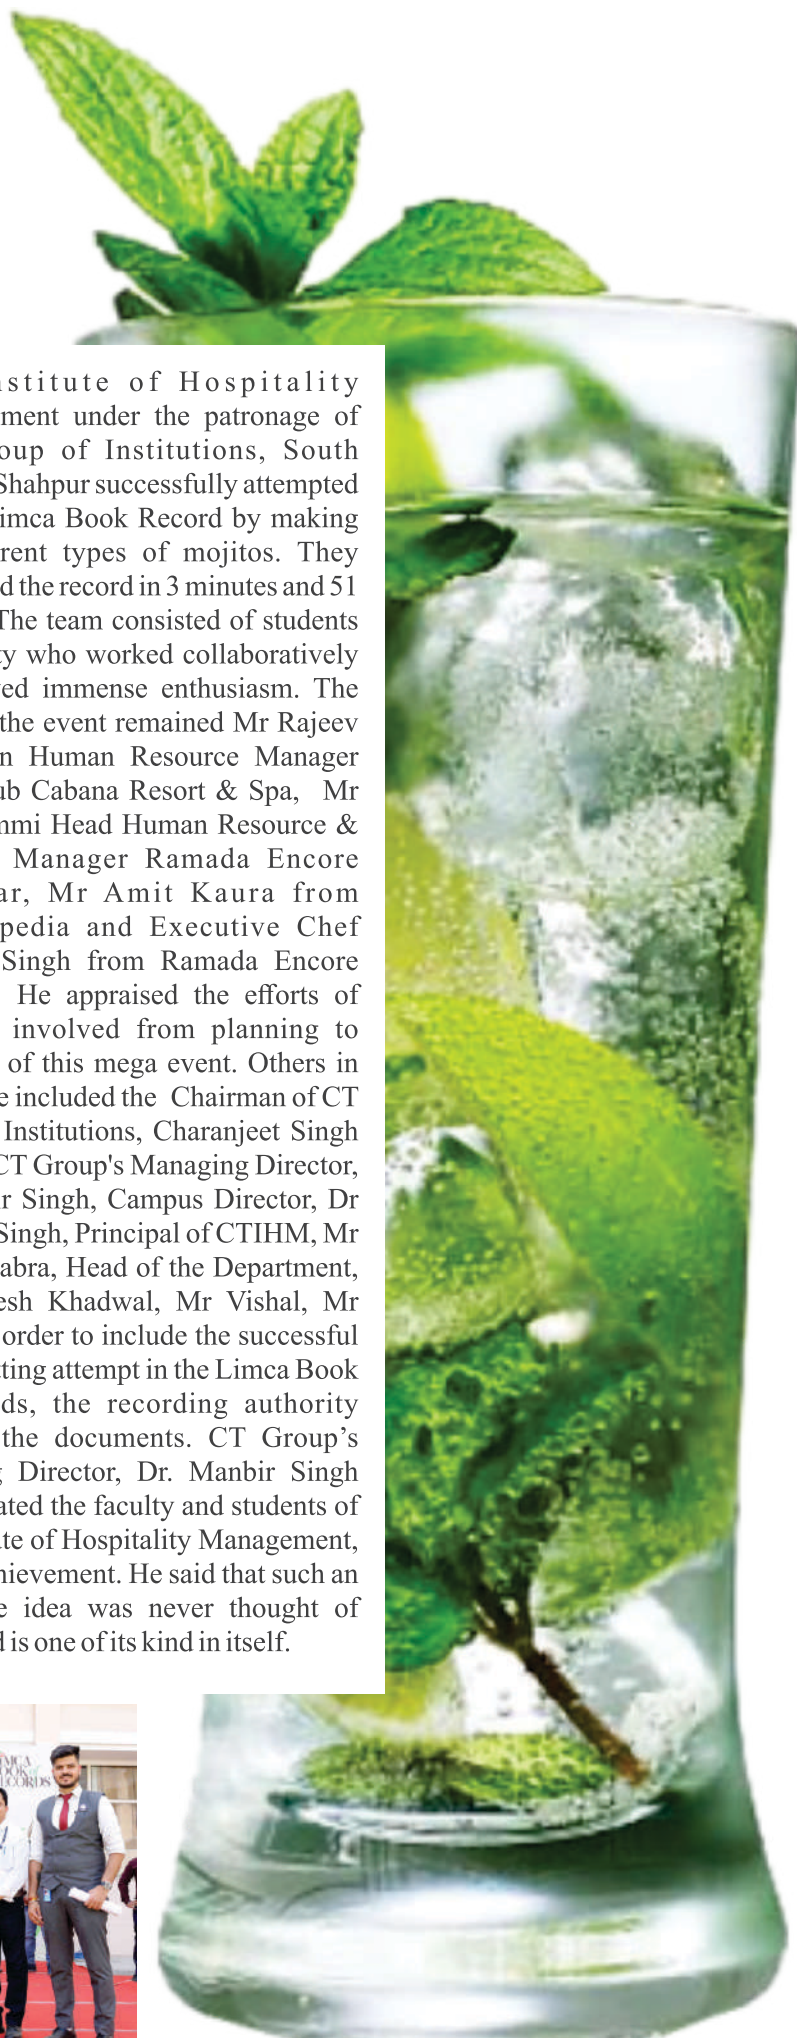 nstitute of Hospitality
ment under the patronage of
oup of Institutions, South
Shahpur successfully attempted
imca Book Record by making
rent types of mojitos. They
d the record in 3 minutes and 51
The team consisted of students
ty who worked collaboratively
ed immense enthusiasm. The
the event remained Mr Rajeev
n Human Resource Manager
ub Cabana Resort & Spa, Mr
mmi Head Human Resource &
Manager Ramada Encore
ar, Mr Amit Kaura from
pedia and Executive Chef
Singh from Ramada Encore
He appraised the efforts of
involved from planning to
of this mega event. Others in
e included the Chairman of CT
Institutions, Charanjeet Singh
CT Group's Managing Director,
r Singh, Campus Director, Dr
Singh, Principal of CTIHM, Mr
abra, Head of the Department,
esh Khadwal, Mr Vishal, Mr
order to include the successful
tting attempt in the Limca Book
ds, the recording authority
the documents. CT Group’s
g Director, Dr. Manbir Singh
ated the faculty and students of
te of Hospitality Management,
hievement. He said that such an
e idea was never thought of
d is one of its kind in itself.
IMCA
BOOK of
RECORDS